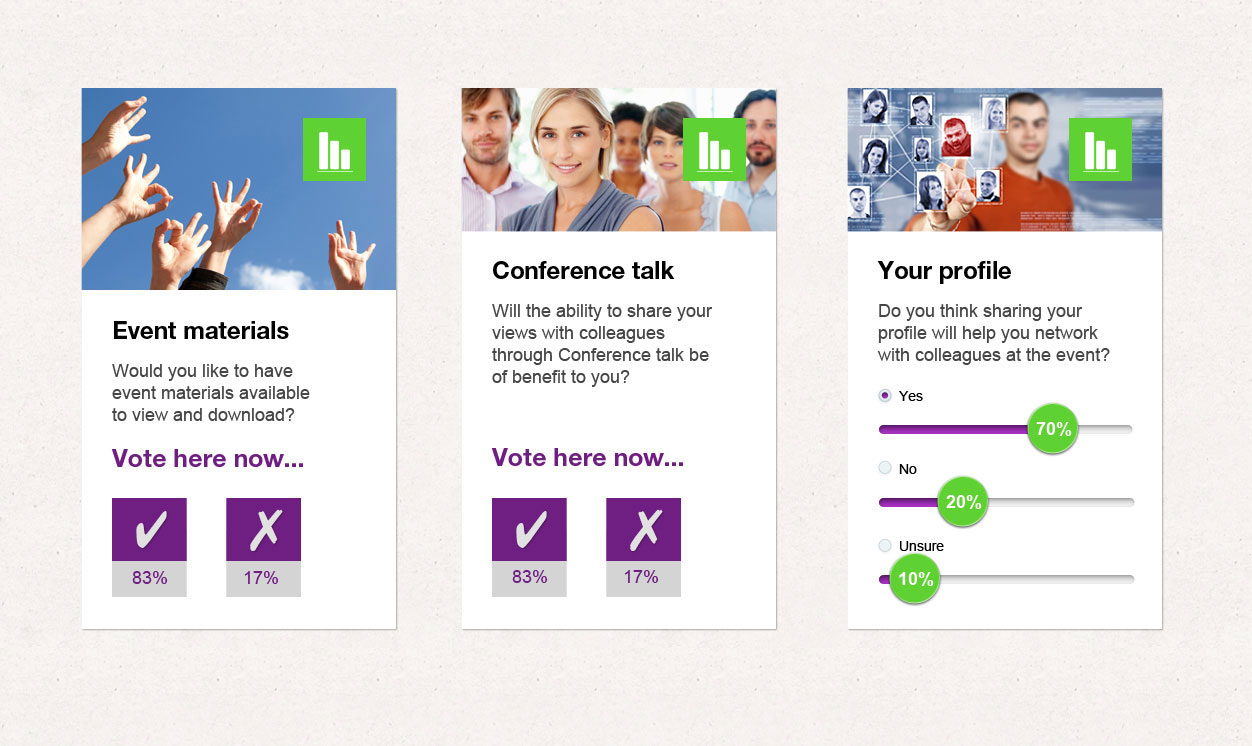 Event materials
Would you like to have
event materials available
to view and download?
Vote here now...
✔ ✗
83% 17%
Conference talk
Will the ability to share your
views with colleagues
through Conference talk be
of benefit to you?
Vote here now...
✔ ✗
83% 17%
Your profile
Do you think sharing your
profile will help you network
with colleagues at the event?
Yes
70%
No
20%
Unsure
10%